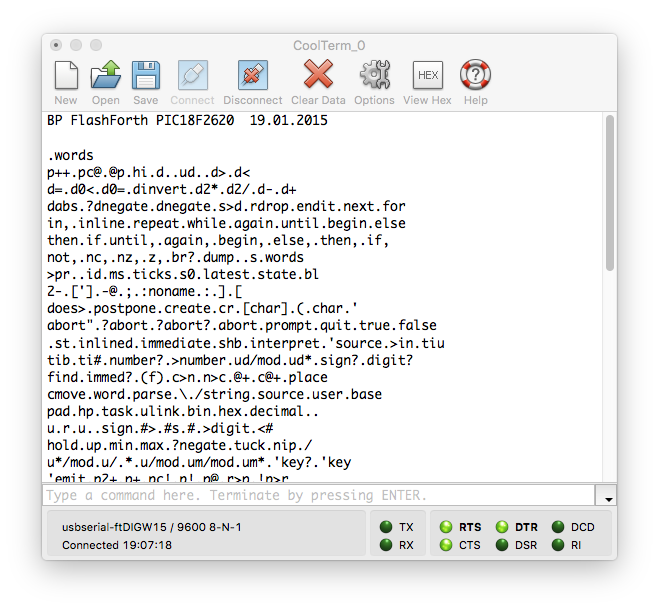 CoolTerm_0
New Open Save Connect Disconnect Clear Data Options HEX View Hex Help
BP FlashForth PIC18F2620  19.01.2015
.words
p++.pc@.@p.hi.d..ud..d>.d<
d=.d0<.d0=.dinvert.d2*.d2/.d-.d+
dabs.?dnegate.dnegate.s>d.rdrop.endit.next.for
in,.inline.repeat.while.again.until.begin.else
then.if.until,.again,.begin,.else,.then,.if,
not,.nc,.nz,.z,.br?.dump..s.words
>pr..id.ms.ticks.s0.latest.state.bl
2-.['].-@.;.:noname.:.].[
does>.postpone.create.cr.[char].(.char.'
abort".?abort.?abort?.abort.prompt.quit.true.false
.st.inlined.immediate.shb.interpret.'source.>in.tiu
tib.ti#.number?.>number.ud/mod.ud*.sign?.digit?
find.immed?.(f).c>n.n>c.@+.c@+.place
cmove.word.parse.\./string.source.user.base
pad.hp.task.ulink.bin.hex.decimal..
u.r.u..sign.#>.#s.#.>digit.<#
hold.up.min.max.?negate.tuck.nip./
u*/mod.u/.*.u/mod.um/mod.um*.'key?.'key
'emit.p2+.p+.pc!.p!.p@.r>p.!p>r
Type a command here. Terminate by pressing ENTER.
usbserial-ftDIGW15 / 9600 8-N-1
Connected 19:07:18
TX RTS DTR DCD
RX CTS DSR RI